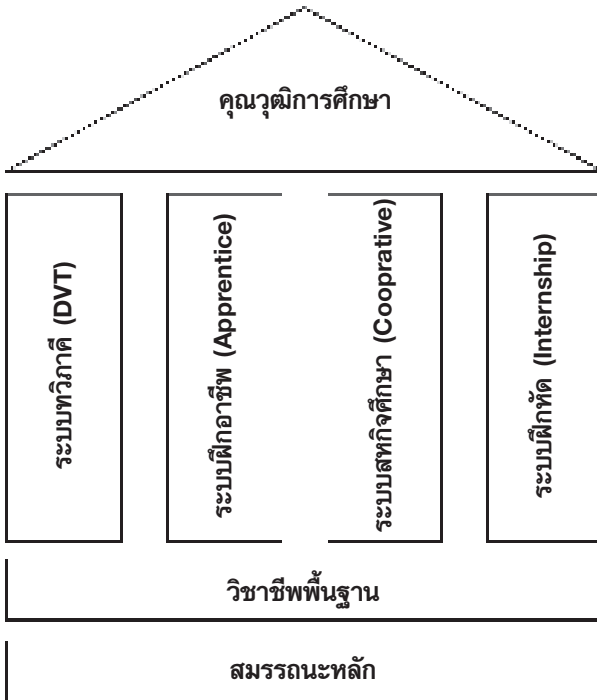 คุณวุฒิการศึกษา
ระบบทวิภาคี (DVT)
ระบบฝึกอาชีพ (Apprentice)
ระบบสหกิจศึกษา (Cooprative)
ระบบฝึกหัด (Internship)
วิชาชีพพื้นฐาน
สมรรถนะหลัก